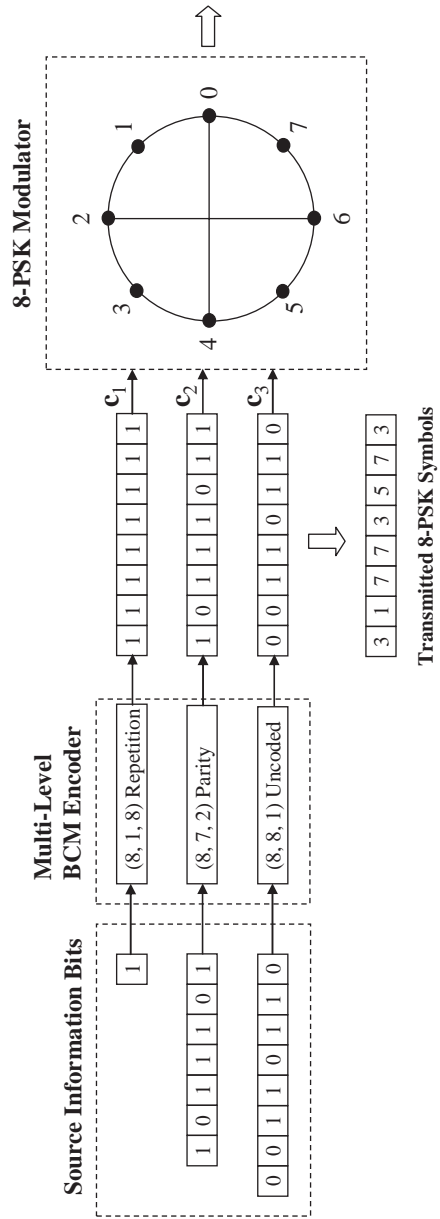 Source Information Bits
1
1 0 1 1 1 0 1
0 0 1 1 0 1 1 0
Multi-Level
BCM Encoder
(8, 1, 8) Repetition
(8, 7, 2) Parity
(8, 8, 1) Uncoded
1 1 1 1 1 1 1 1
c1
1 0 1 1 1 0 1 1
c2
0 0 1 1 0 1 1 0
c3
3 1 7 7 3 5 7 3
Transmitted 8-PSK Symbols
8-PSK Modulator
2
3
1
4
0
5
7
6